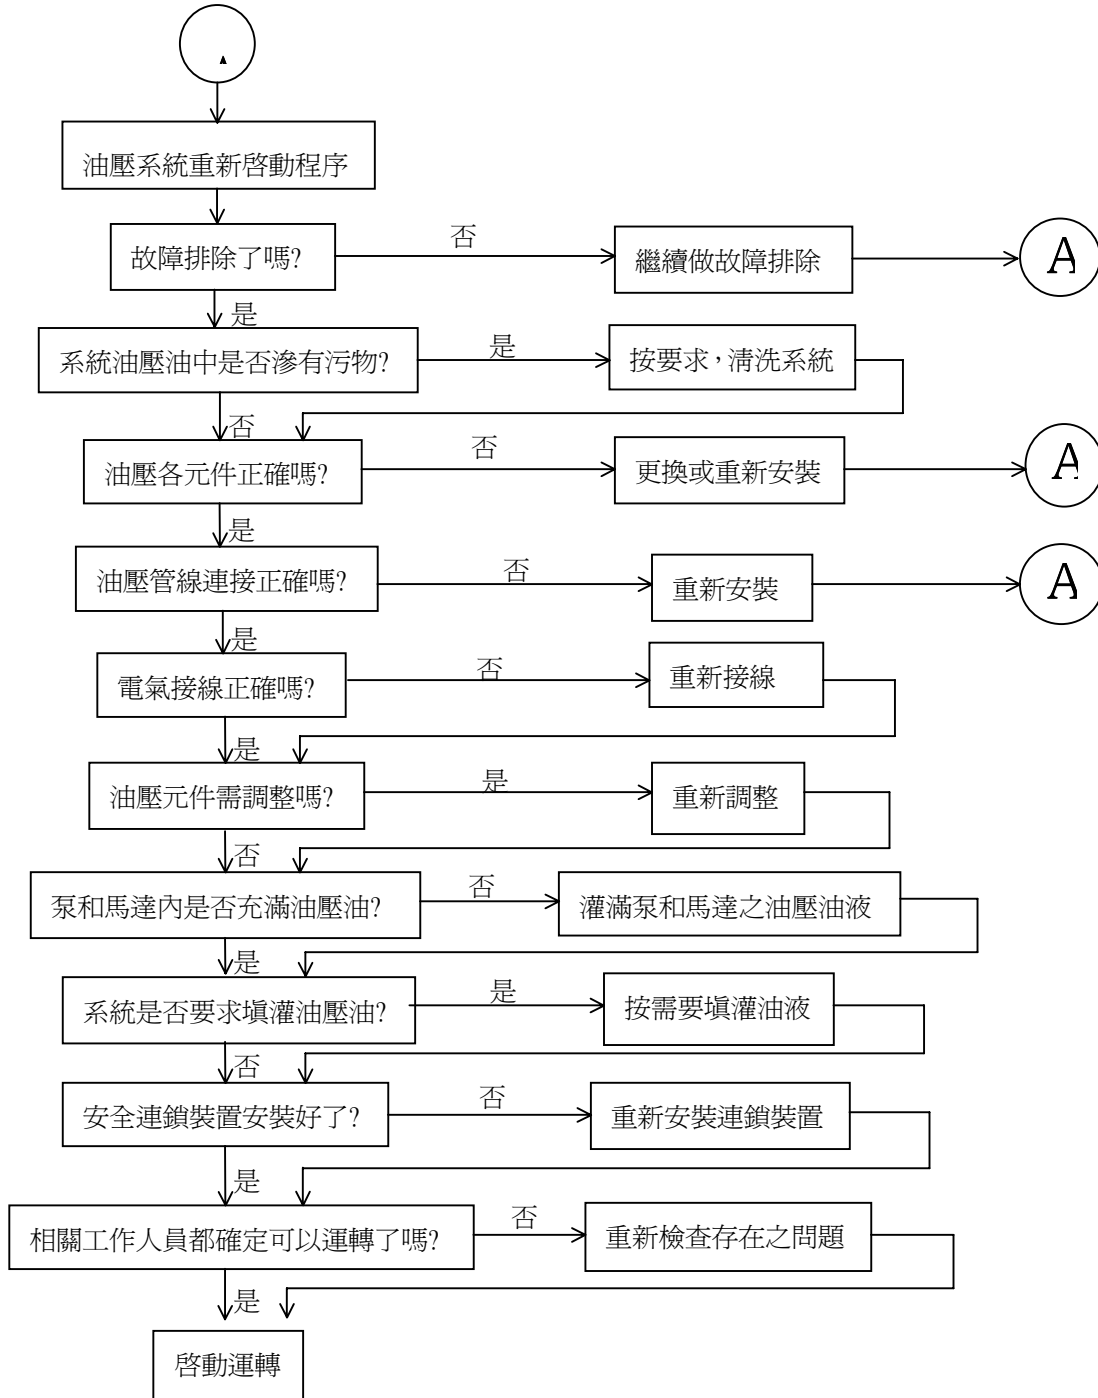 油壓系統重新啓動程序
故障排除了嗎?
否
繼續做故障排除
A
是
系統油壓油中是否滲有污物?
是
按要求，清洗系統
否
油壓各元件正確嗎?
否
更換或重新安裝
A
是
油壓管線連接正確嗎?
否
重新安裝
A
是
電氣接線正確嗎?
否
重新接線
是
油壓元件需調整嗎?
是
重新調整
否
泵和馬達內是否充滿油壓油?
否
灌滿泵和馬達之油壓油液
是
系統是否要求填灌油壓油?
是
按需要填灌油液
否
安全連鎖裝置安裝好了?
否
重新安裝連鎖裝置
是
相關工作人員都確定可以運轉了嗎?
否
重新檢查存在之問題
是
啓動運轉